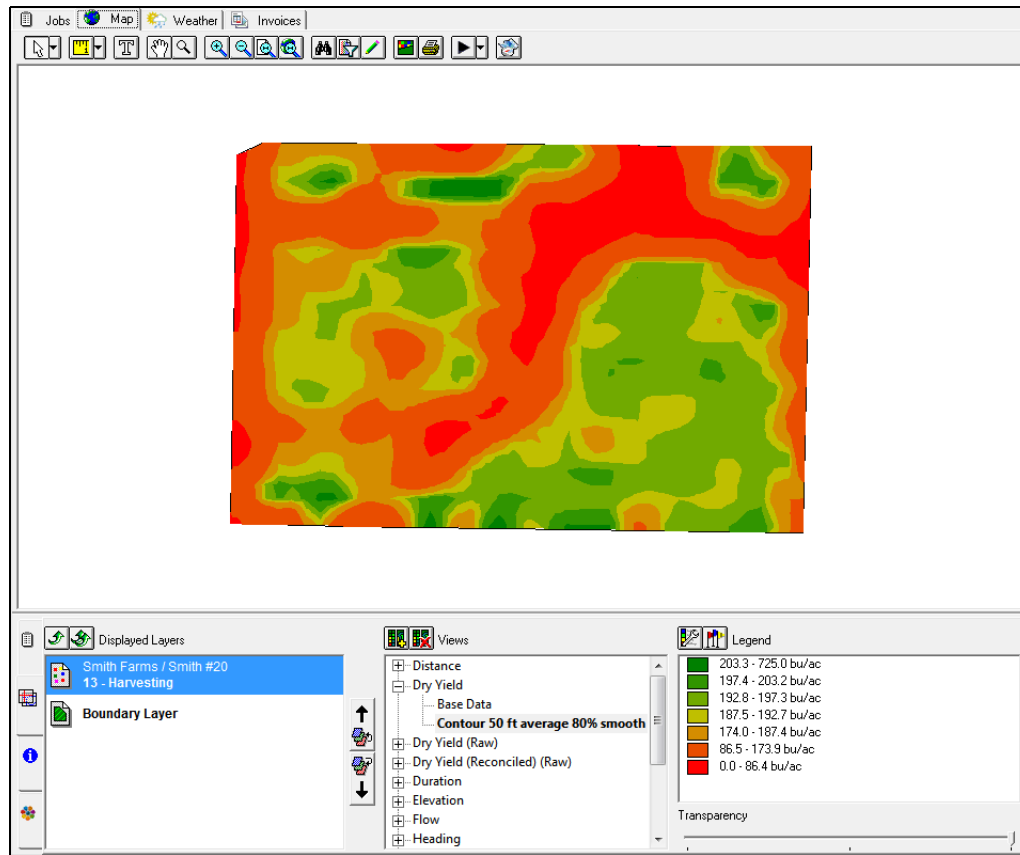 Jobs Map Weather Invoices
T
Displayed Layers
Smith Farms / Smith #20
13 - Harvesting
Boundary Layer
Views
Distance
Dry Yield
Base Data
Contour 50 ft average 80% smooth
Dry Yield (Raw)
Dry Yield (Reconciled) (Raw)
Duration
Elevation
Flow
Heading
Legend
203.3 - 725.0 bu/ac
197.4 - 203.2 bu/ac
192.8 - 197.3 bu/ac
187.5 - 192.7 bu/ac
174.0 - 187.4 bu/ac
86.5 - 173.9 bu/ac
0.0 - 86.4 bu/ac
Transparency